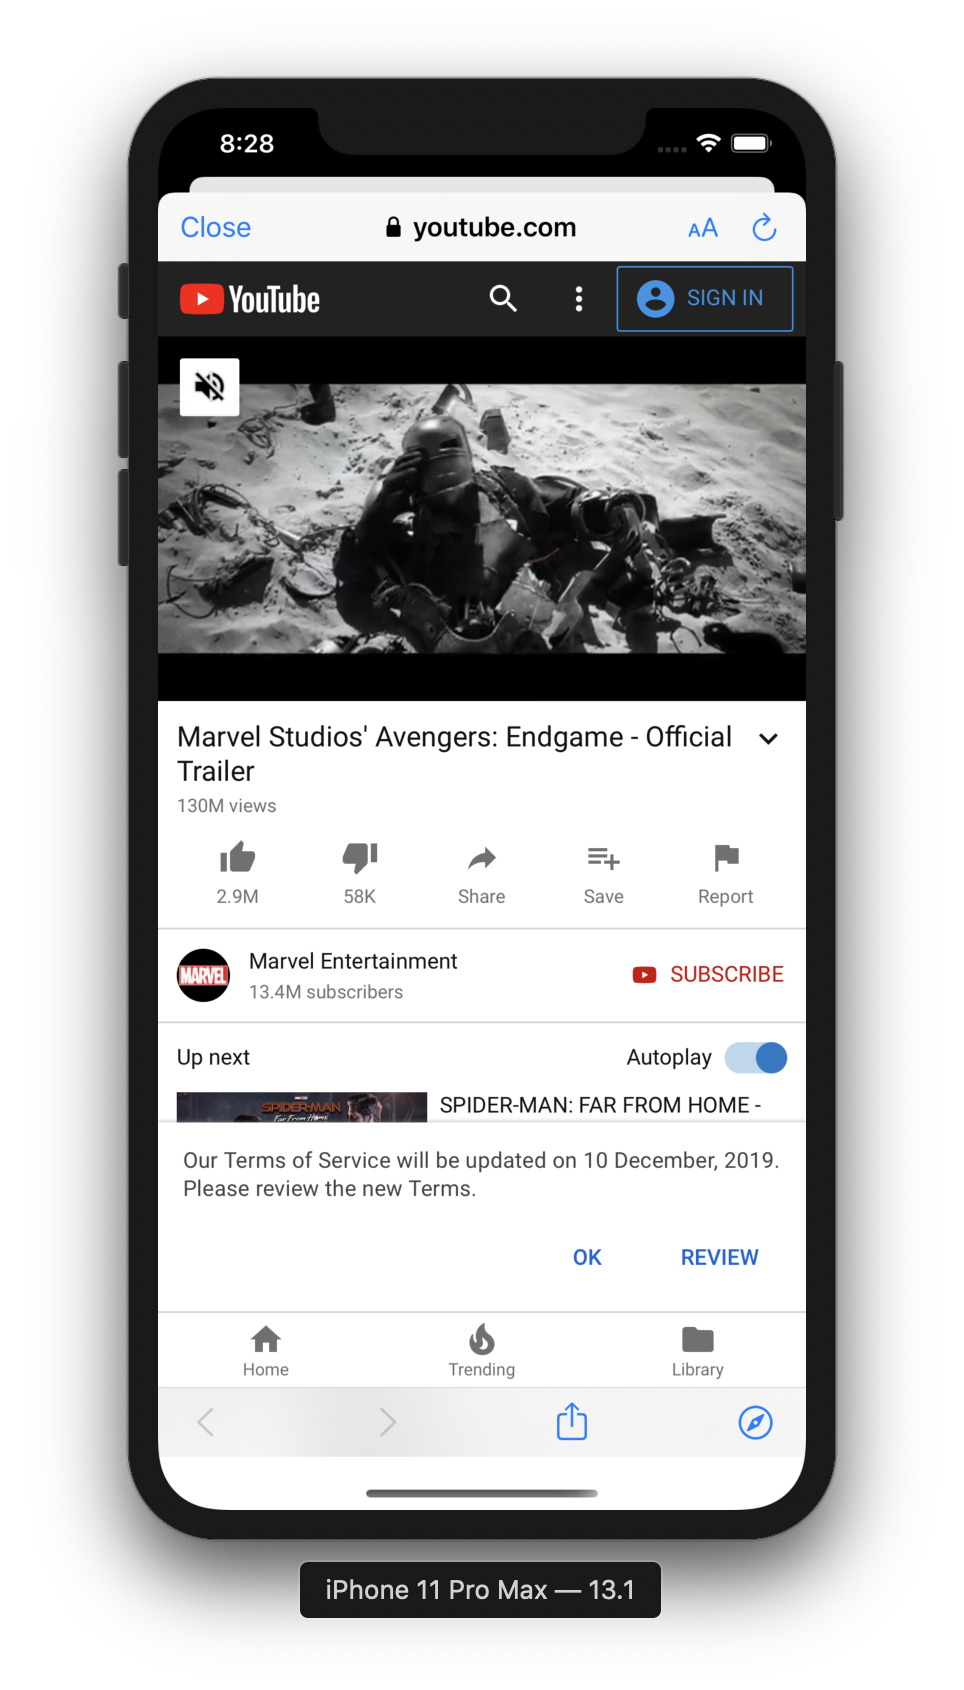 8:28
Close
youtube.com
AA
YouTube
SIGN IN
Marvel Studios' Avengers: Endgame - Official
Trailer
130M views
2.9M
58K
Share
Save
Report
MARVEL
Marvel Entertainment
13.4M subscribers
SUBSCRIBE
Up next
Autoplay
SPIDER-MAN
Far From Home
SPIDER-MAN: FAR FROM HOME -
Our Terms of Service will be updated on 10 December, 2019.
Please review the new Terms.
OK
REVIEW
Home
Trending
Library
iPhone 11 Pro Max — 13.1